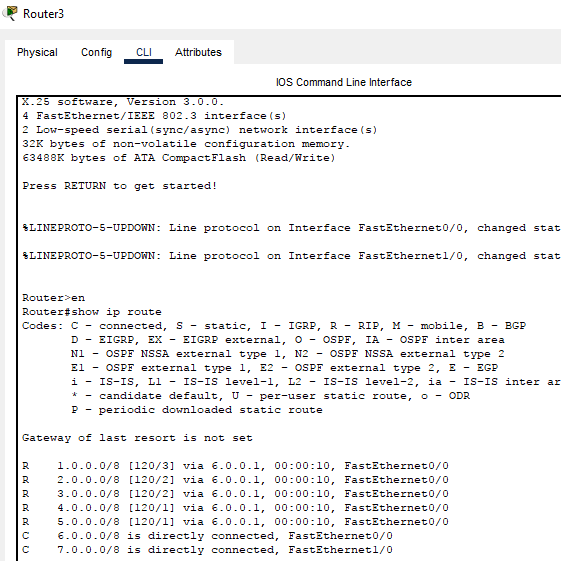 Router3
Physical Config CLI Attributes
IOS Command Line Interface
X.25 software, Version 3.0.0.
4 FastEthernet/IEEE 802.3 interface(s)
2 Low-speed serial(sync/async) network interface(s)
32K bytes of non-volatile configuration memory.
63488K bytes of ATA CompactFlash (Read/Write)
Press RETURN to get started!
%LINEPROTO-5-UPDOWN: Line protocol on Interface FastEthernet0/0, changed stat
%LINEPROTO-5-UPDOWN: Line protocol on Interface FastEthernet1/0, changed stat
Router>en
Router#show ip route
Codes: C - connected, S - static, I - IGRP, R - RIP, M - mobile, B - BGP
D - EIGRP, EX - EIGRP external, O - OSPF, IA - OSPF inter area
N1 - OSPF NSSA external type 1, N2 - OSPF NSSA external type 2
E1 - OSPF external type 1, E2 - OSPF external type 2, E - EGP
i - IS-IS, L1 - IS-IS level-1, L2 - IS-IS level-2, ia - IS-IS inter ar
* - candidate default, U - per-user static route, o - ODR
P - periodic downloaded static route
Gateway of last resort is not set
R 1.0.0.0/8 [120/3] via 6.0.0.1, 00:00:10, FastEthernet0/0
R 2.0.0.0/8 [120/2] via 6.0.0.1, 00:00:10, FastEthernet0/0
R 3.0.0.0/8 [120/2] via 6.0.0.1, 00:00:10, FastEthernet0/0
R 4.0.0.0/8 [120/1] via 6.0.0.1, 00:00:10, FastEthernet0/0
R 5.0.0.0/8 [120/1] via 6.0.0.1, 00:00:10, FastEthernet0/0
C 6.0.0.0/8 is directly connected, FastEthernet0/0
C 7.0.0.0/8 is directly connected, FastEthernet1/0